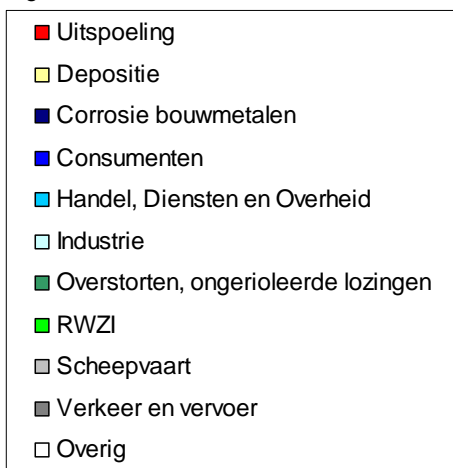 Uitspoeling
Depositie
Corrosie bouwmetalen
Consumenten
Handel, Diensten en Overheid
Industrie
Overstorten, ongerioleerde lozingen
RWZI
Scheepvaart
Verkeer en vervoer
Overig